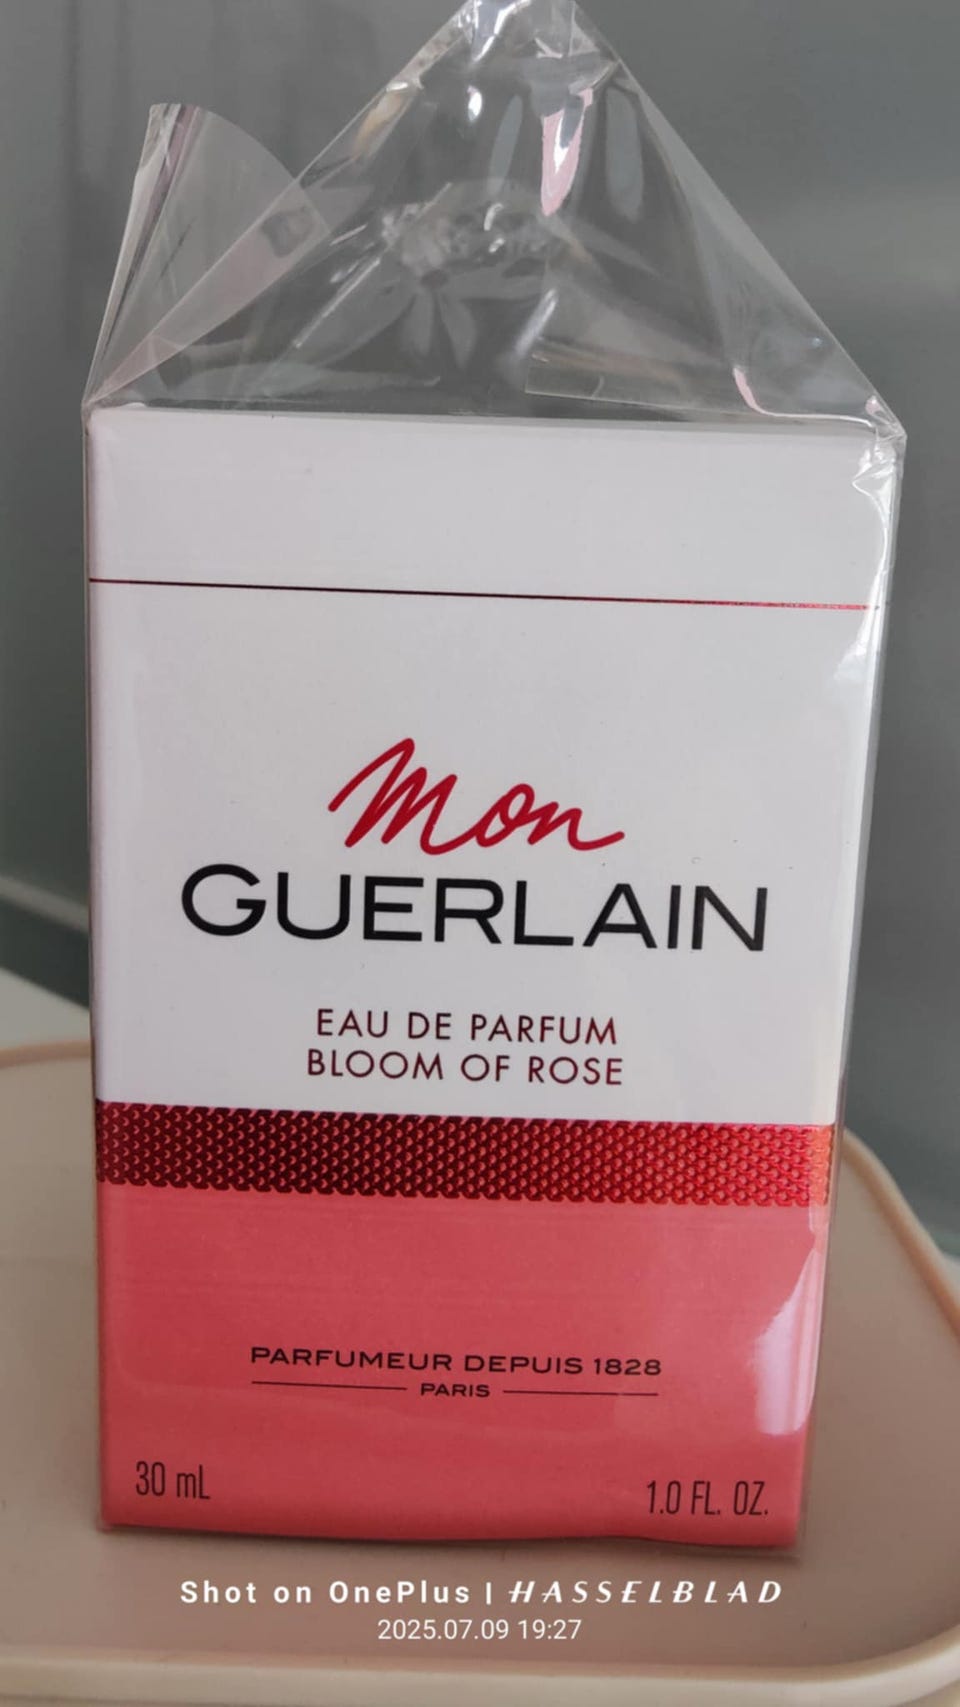 Mon
GUERLAIN
EAU DE PARFUM
BLOOM OF ROSE
PARFUMEUR DEPUIS 1828
PARIS
30 mL 1.0 FL. OZ.
Shot on OnePlus | HASSELBLAD
2025.07.09 19:27